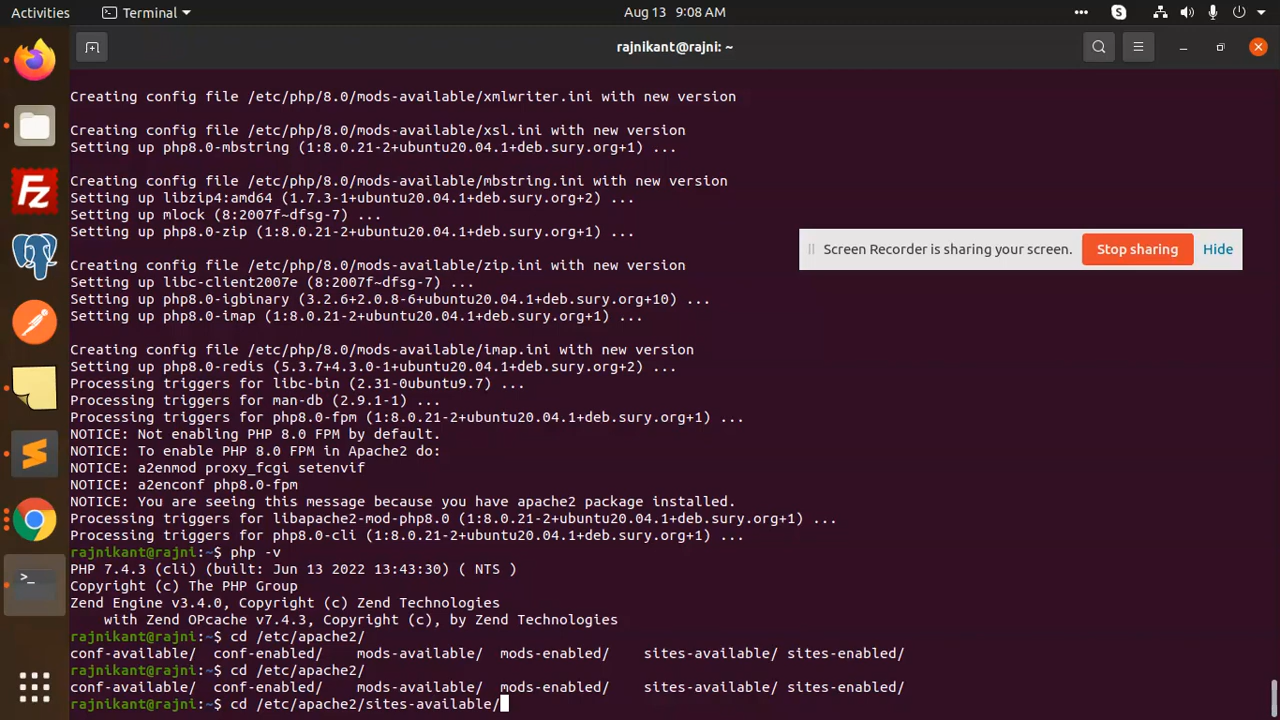 Activities
Terminal
Aug 13 9:08 AM
rajnikant@rajni: ~
Creating config file /etc/php/8.0/mods-available/xmlwriter.ini with new version
Creating config file /etc/php/8.0/mods-available/xsl.ini with new version
Setting up php8.0-mbstring (1:8.0.21-2+ubuntu20.04.1+deb.sury.org+1) ...
Creating config file /etc/php/8.0/mods-available/mbstring.ini with new version
Setting up libzip4:amd64 (1.7.3-1+ubuntu20.04.1+deb.sury.org+2) ...
Setting up mlock (8:2007f~dfsg-7) ...
Setting up php8.0-zip (1:8.0.21-2+ubuntu20.04.1+deb.sury.org+1) ...
Screen Recorder is sharing your screen. Stop sharing Hide
Creating config file /etc/php/8.0/mods-available/zip.ini with new version
Setting up libc-client2007e (8:2007f~dfsg-7) ...
Setting up php8.0-igbinary (3.2.6+2.0.8-6+ubuntu20.04.1+deb.sury.org+10) ...
Setting up php8.0-imap (1:8.0.21-2+ubuntu20.04.1+deb.sury.org+1) ...
Creating config file /etc/php/8.0/mods-available/imap.ini with new version
Setting up php8.0-redis (5.3.7+4.3.0-1+ubuntu20.04.1+deb.sury.org+2) ...
Processing triggers for libc-bin (2.31-0ubuntu9.7) ...
Processing triggers for man-db (2.9.1-1) ...
Processing triggers for php8.0-fpm (1:8.0.21-2+ubuntu20.04.1+deb.sury.org+1) ...
NOTICE: Not enabling PHP 8.0 FPM by default.
NOTICE: To enable PHP 8.0 FPM in Apache2 do:
NOTICE: a2enmod proxy_fcgi setenvif
NOTICE: a2enconf php8.0-fpm
NOTICE: You are seeing this message because you have apache2 package installed.
Processing triggers for libapache2-mod-php8.0 (1:8.0.21-2+ubuntu20.04.1+deb.sury.org+1) ...
Processing triggers for php8.0-cli (1:8.0.21-2+ubuntu20.04.1+deb.sury.org+1) ...
rajnikant@rajni:~$ php -v
PHP 7.4.3 (cli) (built: Jun 13 2022 13:43:30) ( NTS )
Copyright (c) The PHP Group
Zend Engine v3.4.0, Copyright (c) Zend Technologies
    with Zend OPcache v7.4.3, Copyright (c), by Zend Technologies
rajnikant@rajni:~$ cd /etc/apache2/
conf-available/  conf-enabled/    mods-available/  mods-enabled/    sites-available/ sites-enabled/
rajnikant@rajni:~$ cd /etc/apache2/
conf-available/  conf-enabled/    mods-available/  mods-enabled/    sites-available/ sites-enabled/
rajnikant@rajni:~$ cd /etc/apache2/sites-available/